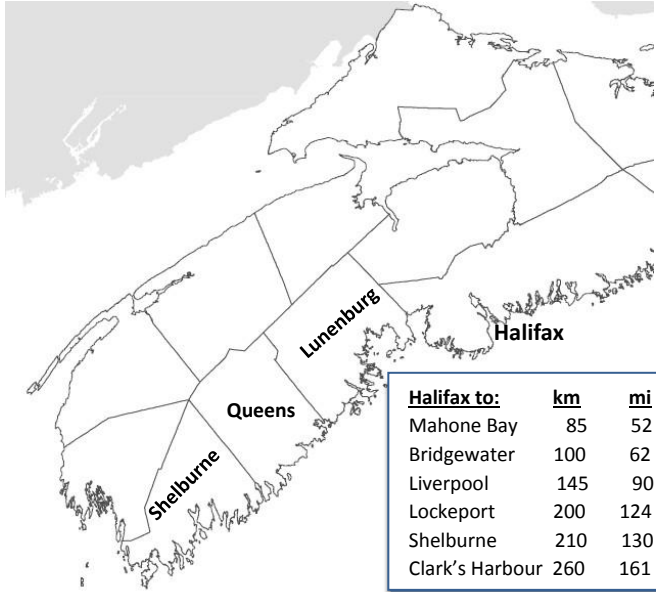 Lunenburg
Halifax
Queens
Shelburne
Halifax to: km mi
Mahone Bay 85 52
Bridgewater 100 62
Liverpool 145 90
Lockeport 200 124
Shelburne 210 130
Clark's Harbour 260 161